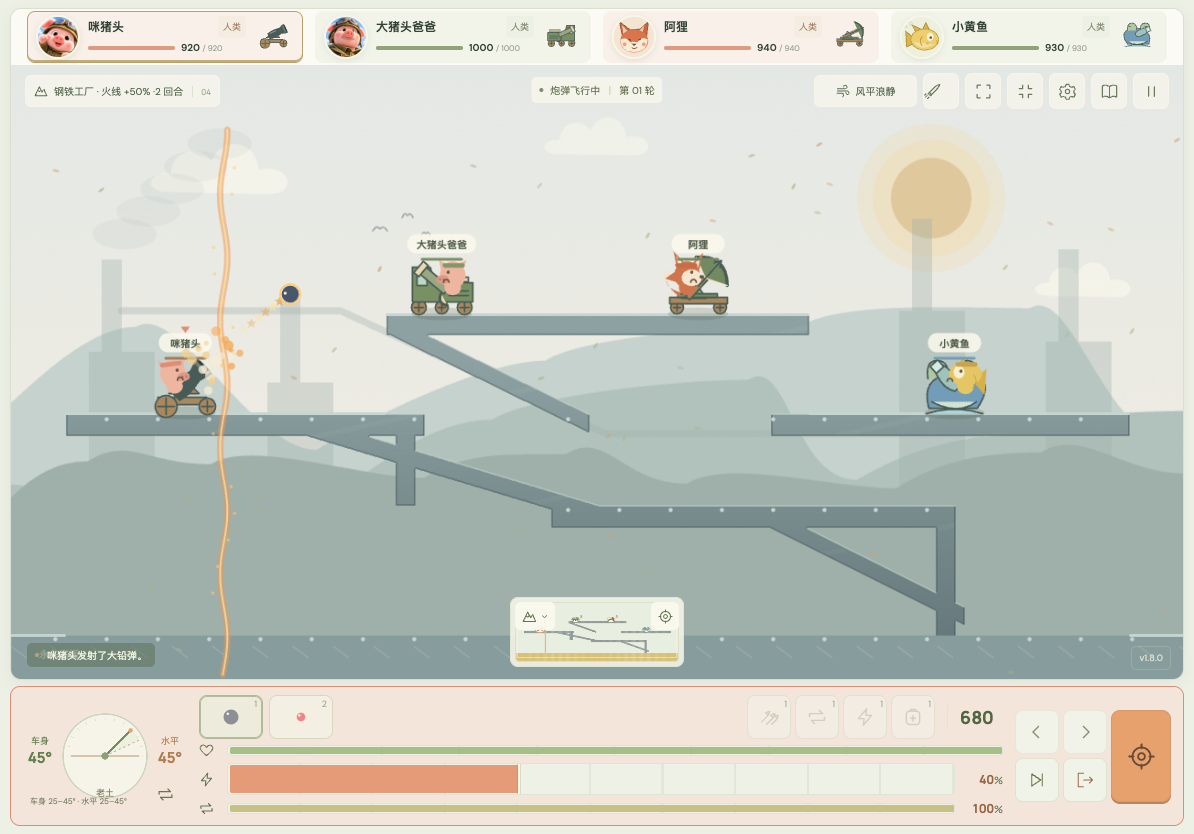 咪猪头 人类
920 / 920
大猪头爸爸 人类
1000 / 1000
阿狸 人类
940 / 940
小黄鱼 人类
930 / 930
钢铁工厂 · 火线 +50% ·2 回合 04
炮弹飞行中 第 01 轮
风平浪静
大猪头爸爸
阿狸
咪猪头
小黄鱼
咪猪头发射了大铅弹。
v1.8.0
1
2
1
1
1
1
680
车身
45°
水平
45°
老土
车身 25–45° · 水平 25–45°
40%
100%